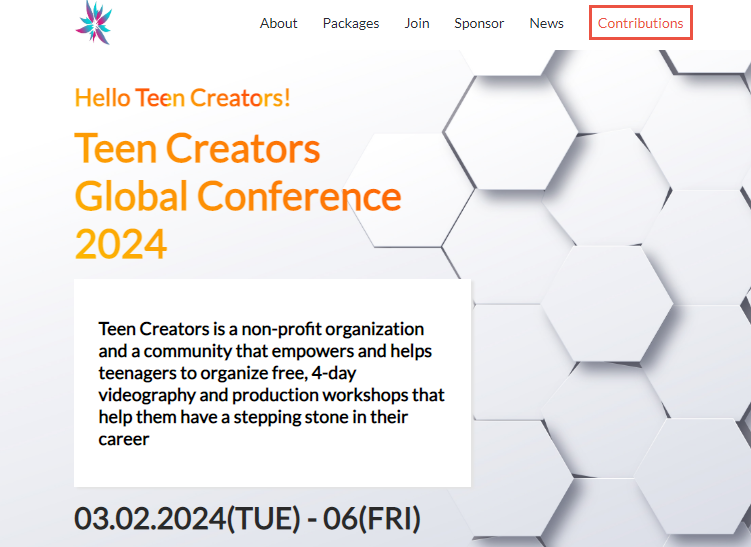 About Packages Join Sponsor News Contributions
Hello Teen Creators!
Teen Creators
Global Conference
2024
Teen Creators is a non-profit organization
and a community that empowers and helps
teenagers to organize free, 4-day
videography and production workshops that
help them have a stepping stone in their
career
03.02.2024(TUE) - 06(FRI)